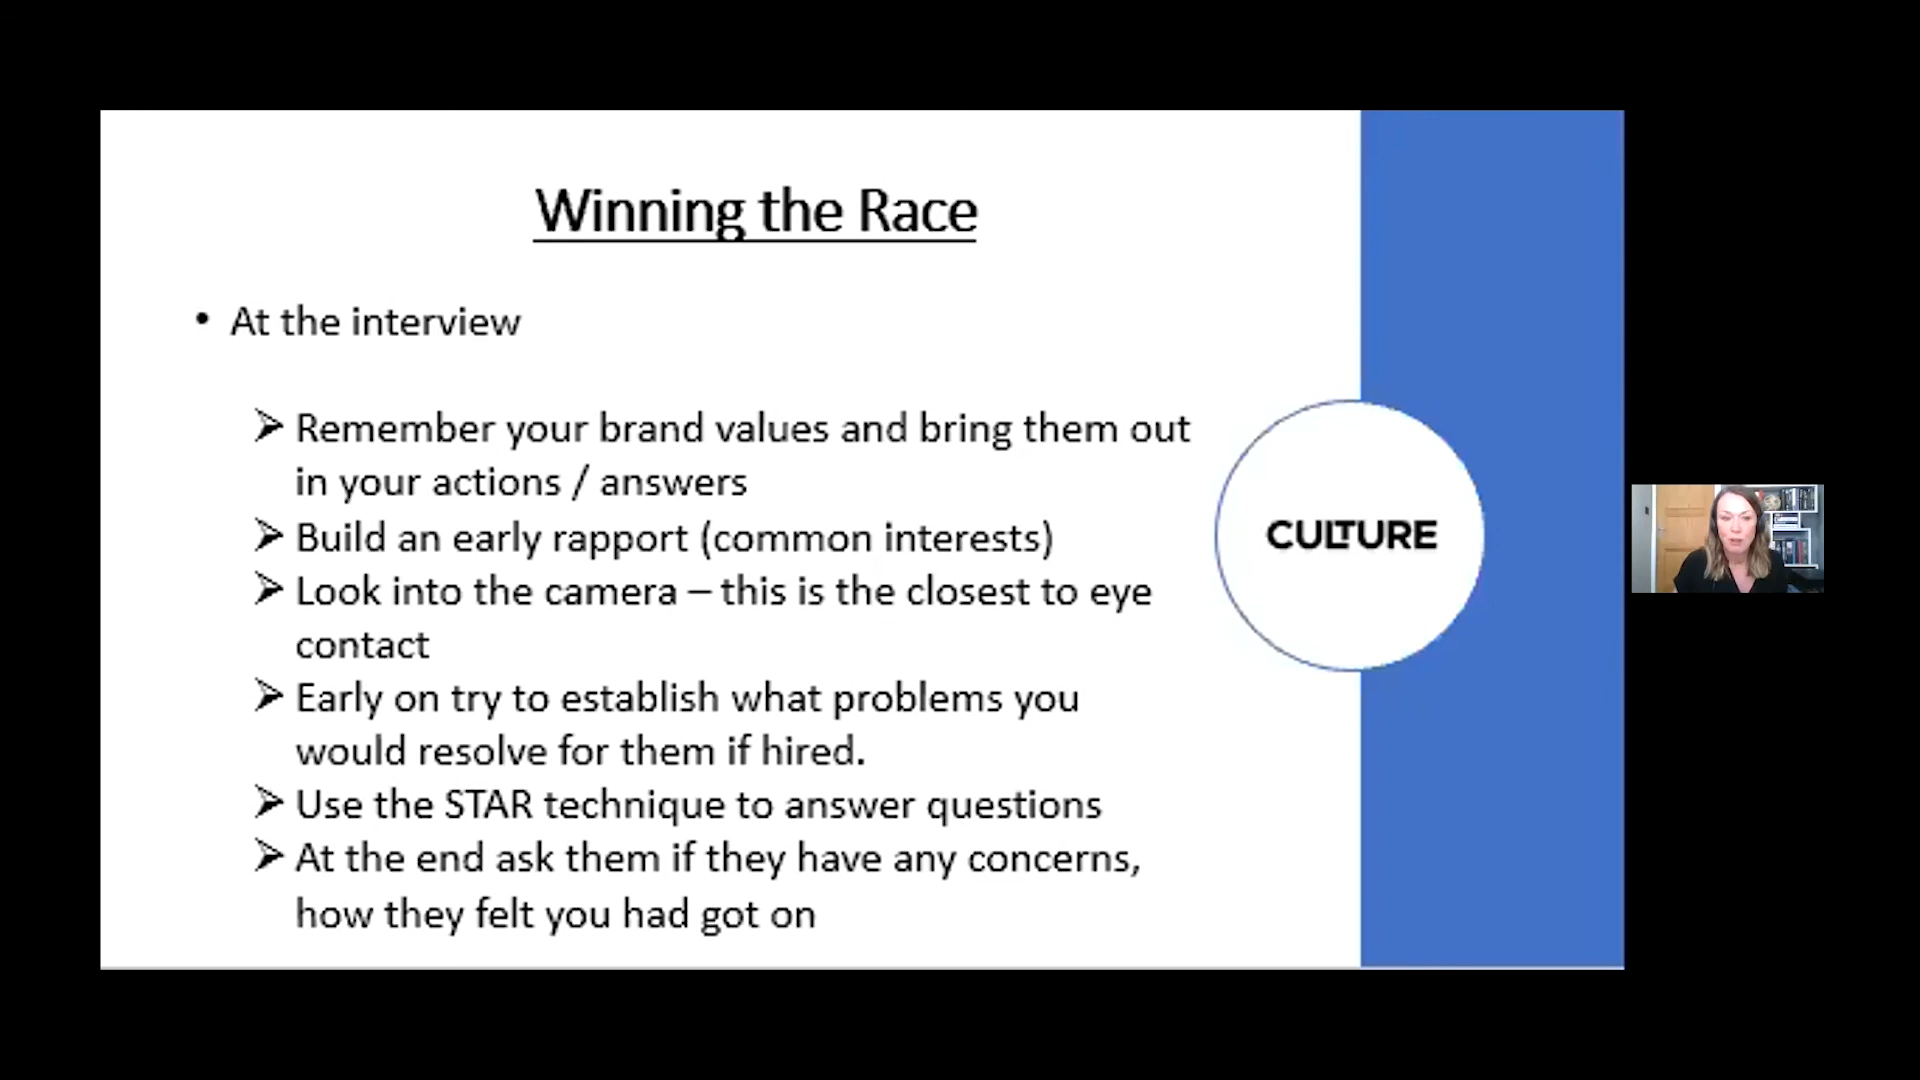 Winning the Race
• At the interview
➢ Remember your brand values and bring them out
in your actions / answers
➢ Build an early rapport (common interests)
➢ Look into the camera – this is the closest to eye
contact
➢ Early on try to establish what problems you
would resolve for them if hired.
➢ Use the STAR technique to answer questions
➢ At the end ask them if they have any concerns,
how they felt you had got on
CULTURE